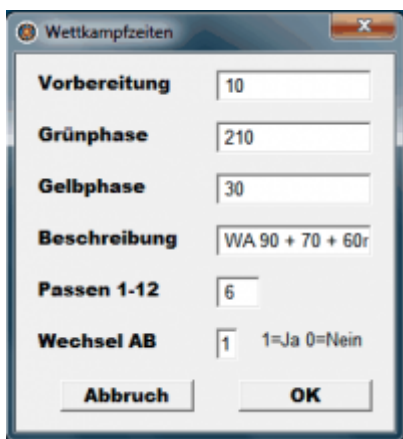 Wettkampfzeiten
Vorbereitung 10
Grünphase 210
Gelbphase 30
Beschreibung WA 90 + 70 + 60
Passen 1-12 6
Wechsel AB 1 1=Ja 0=Nein
Abbruch OK